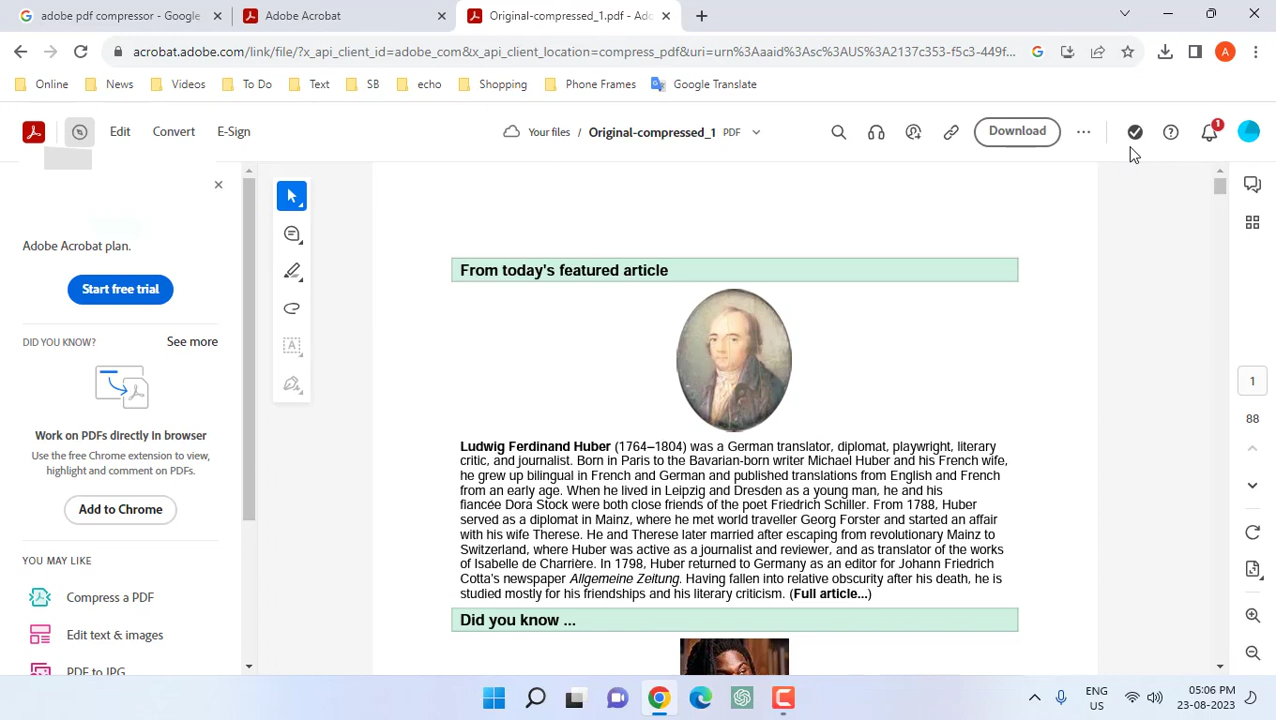 adobe pdf compressor - Google
Adobe Acrobat
Original-compressed_1.pdf - Ado
acrobat.adobe.com/link/file/?x_api_client_id=adobe_com&x_api_client_location=compress_pdf&uri=urn%3Aaaid%3Asc%3AUS%3A2137c353-f5c3-449f...
Online
News
Videos
To Do
Text
SB
echo
Shopping
Phone Frames
Google Translate
Edit
Convert
E-Sign
Your files / Original-compressed_1 PDF
Download
1
Adobe Acrobat plan.
Start free trial
DID YOU KNOW?
See more
Work on PDFs directly in browser
Use the free Chrome extension to view,
highlight and comment on PDFs.
Add to Chrome
YOU MAY LIKE
Compress a PDF
Edit text & images
PDF to JPG
From today's featured article
Ludwig Ferdinand Huber (1764–1804) was a German translator, diplomat, playwright, literary
critic, and journalist. Born in Paris to the Bavarian-born writer Michael Huber and his French wife,
he grew up bilingual in French and German and published translations from English and French
from an early age. When he lived in Leipzig and Dresden as a young man, he and his
fiancée Dora Stock were both close friends of the poet Friedrich Schiller. From 1788, Huber
served as a diplomat in Mainz, where he met world traveller Georg Forster and started an affair
with his wife Therese. He and Therese later married after escaping from revolutionary Mainz to
Switzerland, where Huber was active as a journalist and reviewer, and as translator of the works
of Isabelle de Charrière. In 1798, Huber returned to Germany as an editor for Johann Friedrich
Cotta's newspaper Allgemeine Zeitung. Having fallen into relative obscurity after his death, he is
studied mostly for his friendships and his literary criticism. (Full article...)
Did you know ...
1
88
A
ENG
US
05:06 PM
23-08-2023